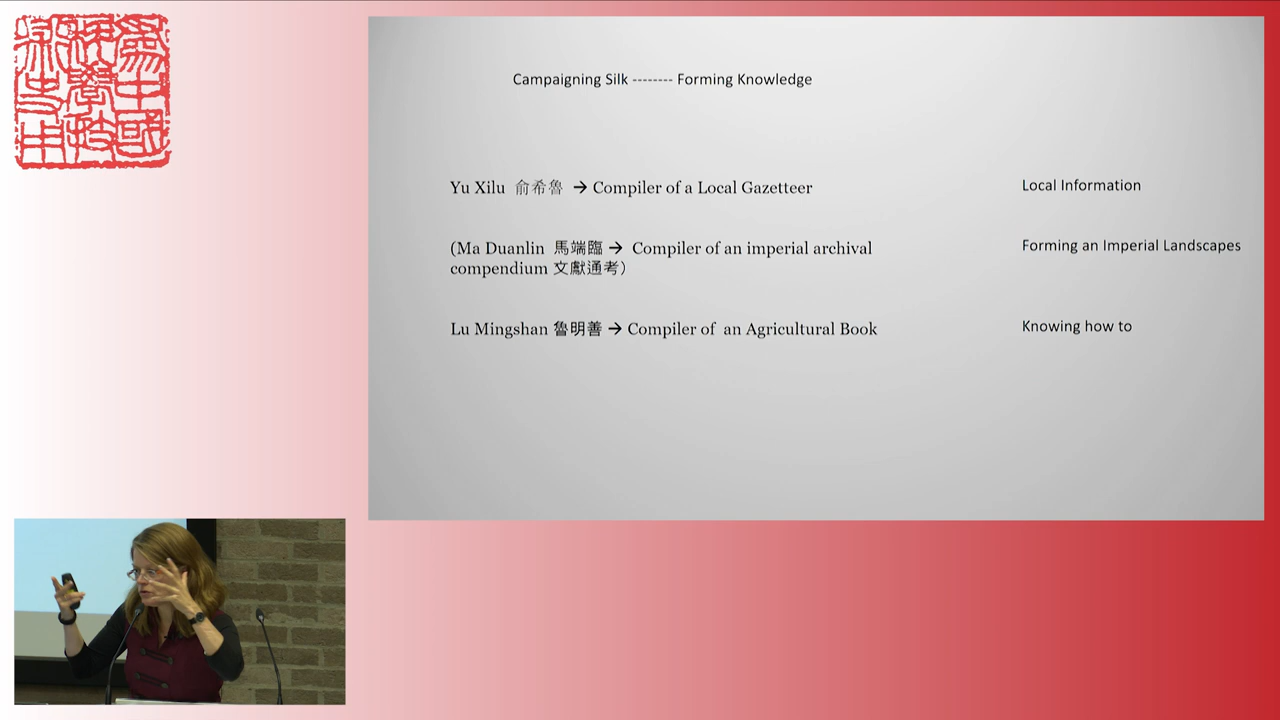 Campaigning Silk -------- Forming Knowledge
Yu Xilu 俞希魯 → Compiler of a Local Gazetteer
Local Information
(Ma Duanlin 馬端臨 → Compiler of an imperial archival
compendium 文獻通考）
Forming an Imperial Landscapes
Lu Mingshan 魯明善 → Compiler of an Agricultural Book
Knowing how to